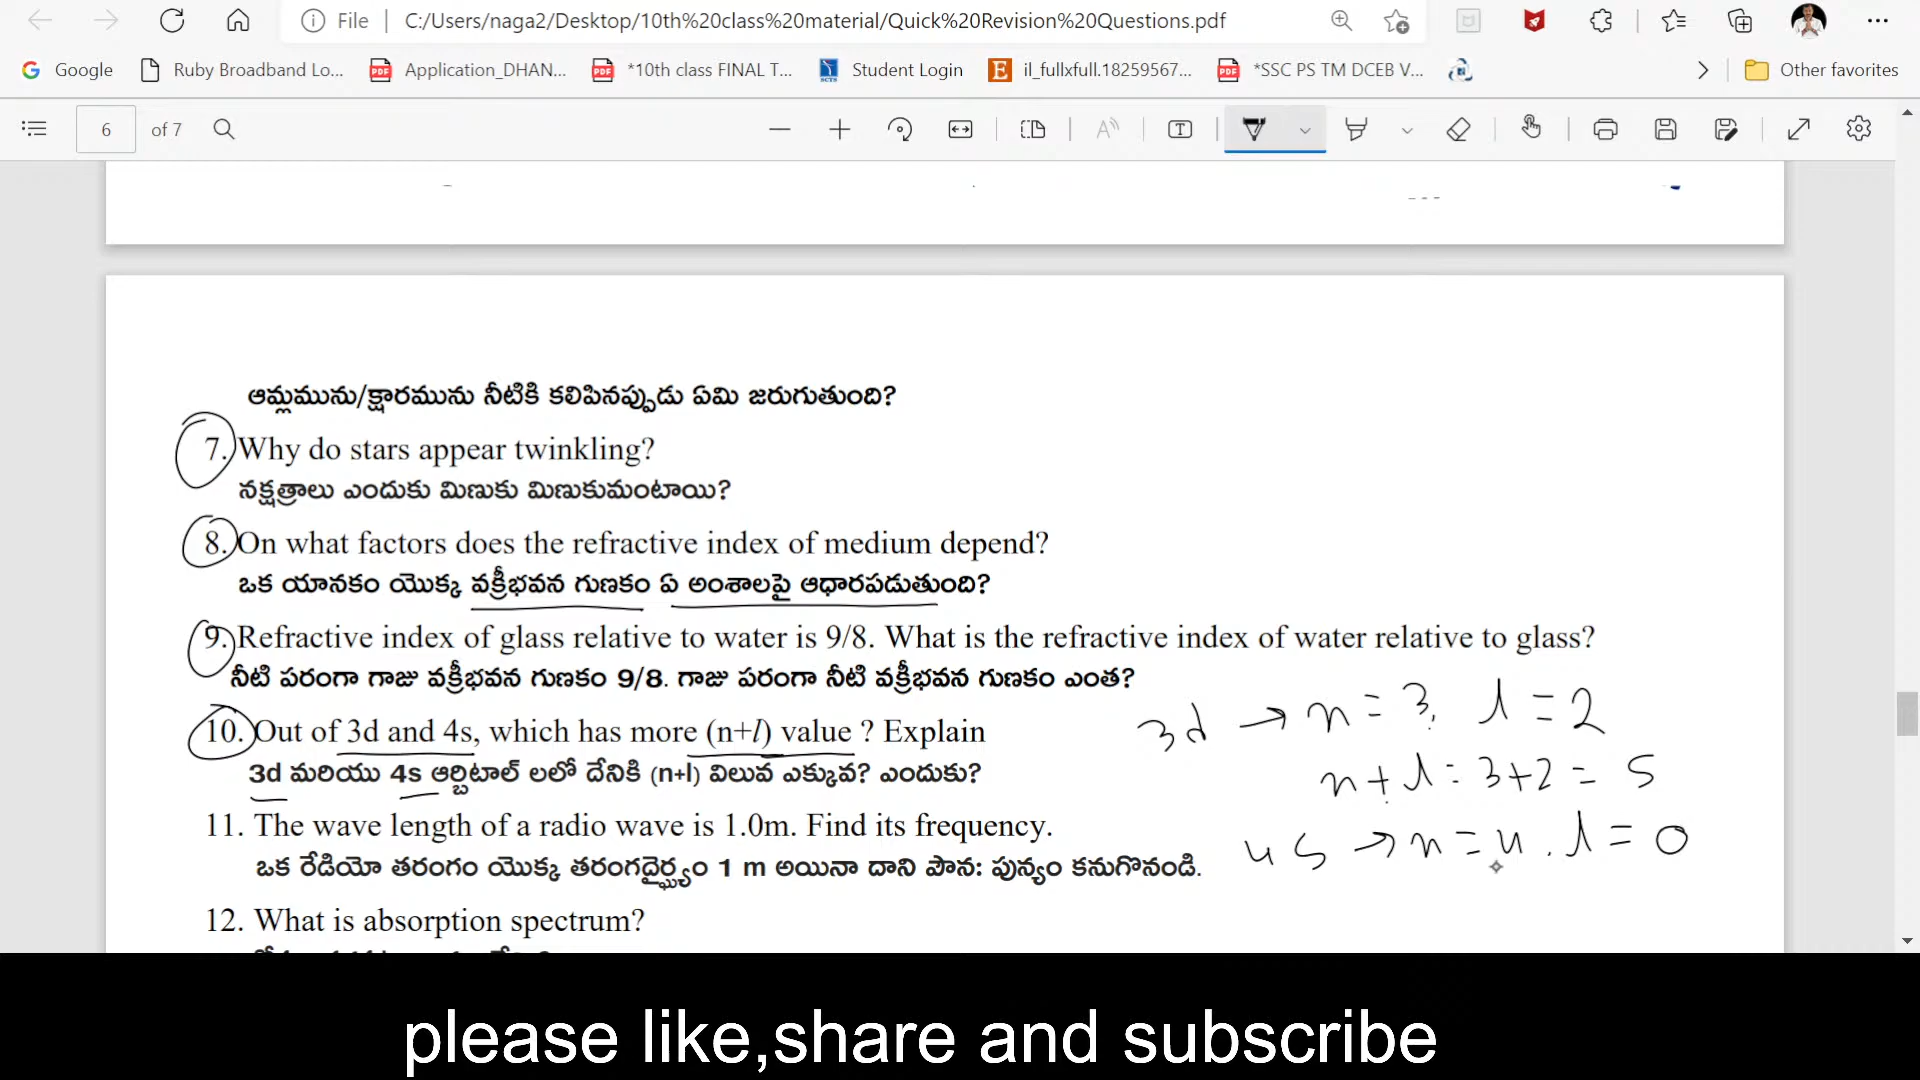 File C:/Users/naga2/Desktop/10th%20class%20material/Quick%20Revision%20Questions.pdf
Google Ruby Broadband Lo... Application_DHAN... *10th class FINAL T... Student Login il_fullxfull.18259567... *SSC PS TM DCEB V... Other favorites
6 of 7
ఆమ్లమును/క్షారమును నీటికి కలిపినప్పుడు ఏమి జరుగుతుంది?
7. Why do stars appear twinkling?
నక్షత్రాలు ఎందుకు మిణుకు మిణుకుమంటాయి?
8. On what factors does the refractive index of medium depend?
ఒక యానకం యొక్క వక్రీభవన గుణకం ఏ అంశాలపై ఆధారపడుతుంది?
9. Refractive index of glass relative to water is 9/8. What is the refractive index of water relative to glass?
నీటి పరంగా గాజు వక్రీభవన గుణకం 9/8. గాజు పరంగా నీటి వక్రీభవన గుణకం ఎంత?
3d → n = 3, l = 2
10. Out of 3d and 4s, which has more (n+l) value ? Explain
3d మరియు 4s ఆర్బిటాల్ లలో దేనికి (n+l) విలువ ఎక్కువ? ఎందుకు?
n + l = 3+2 = 5
11. The wave length of a radio wave is 1.0m. Find its frequency.
4s → n = 4, l = 0
ఒక రేడియో తరంగం యొక్క తరంగదైర్ఘ్యం 1 m అయినా దాని పౌన: పున్యం కనుగొనండి.
12. What is absorption spectrum?
please like,share and subscribe